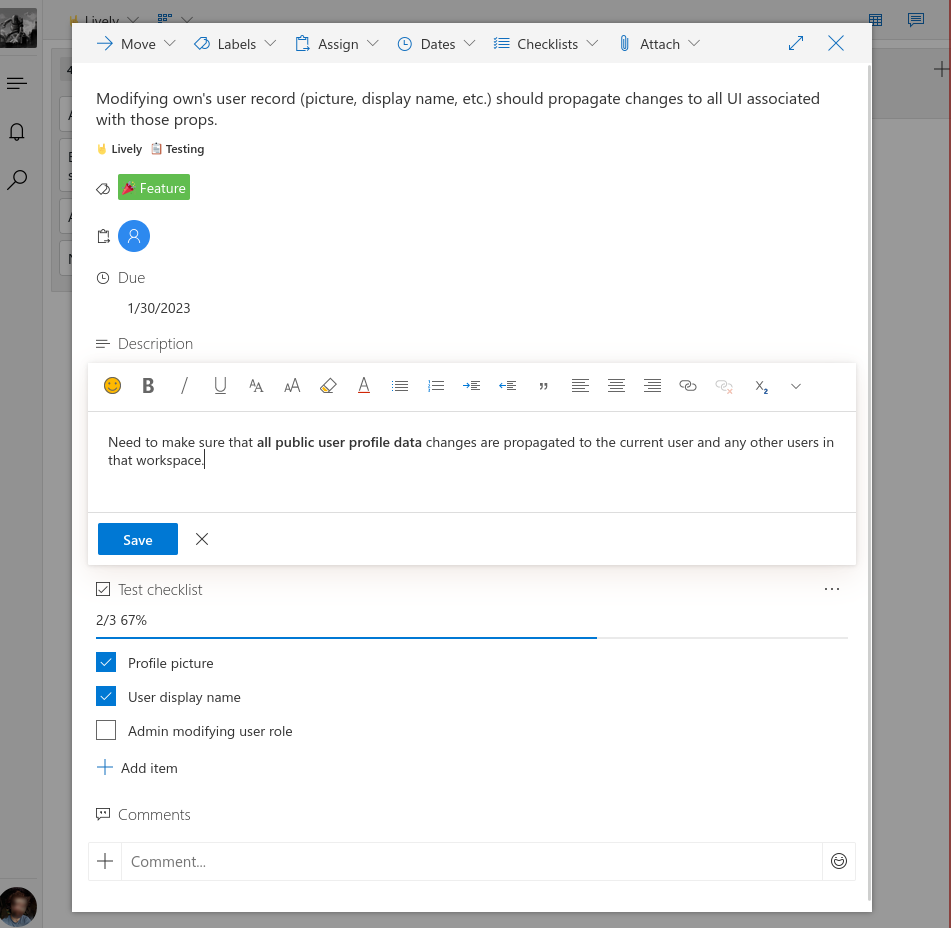 Lively
Move Labels Assign Dates Checklists Attach
Modifying own's user record (picture, display name, etc.) should propagate changes to all UI associated
with those props.
Lively Testing
Feature
Due
1/30/2023
Description
B / U AA AA A X2
Need to make sure that all public user profile data changes are propagated to the current user and any other users in
that workspace.
Save
Test checklist
2/3 67%
Profile picture
User display name
Admin modifying user role
Add item
Comments
Comment...